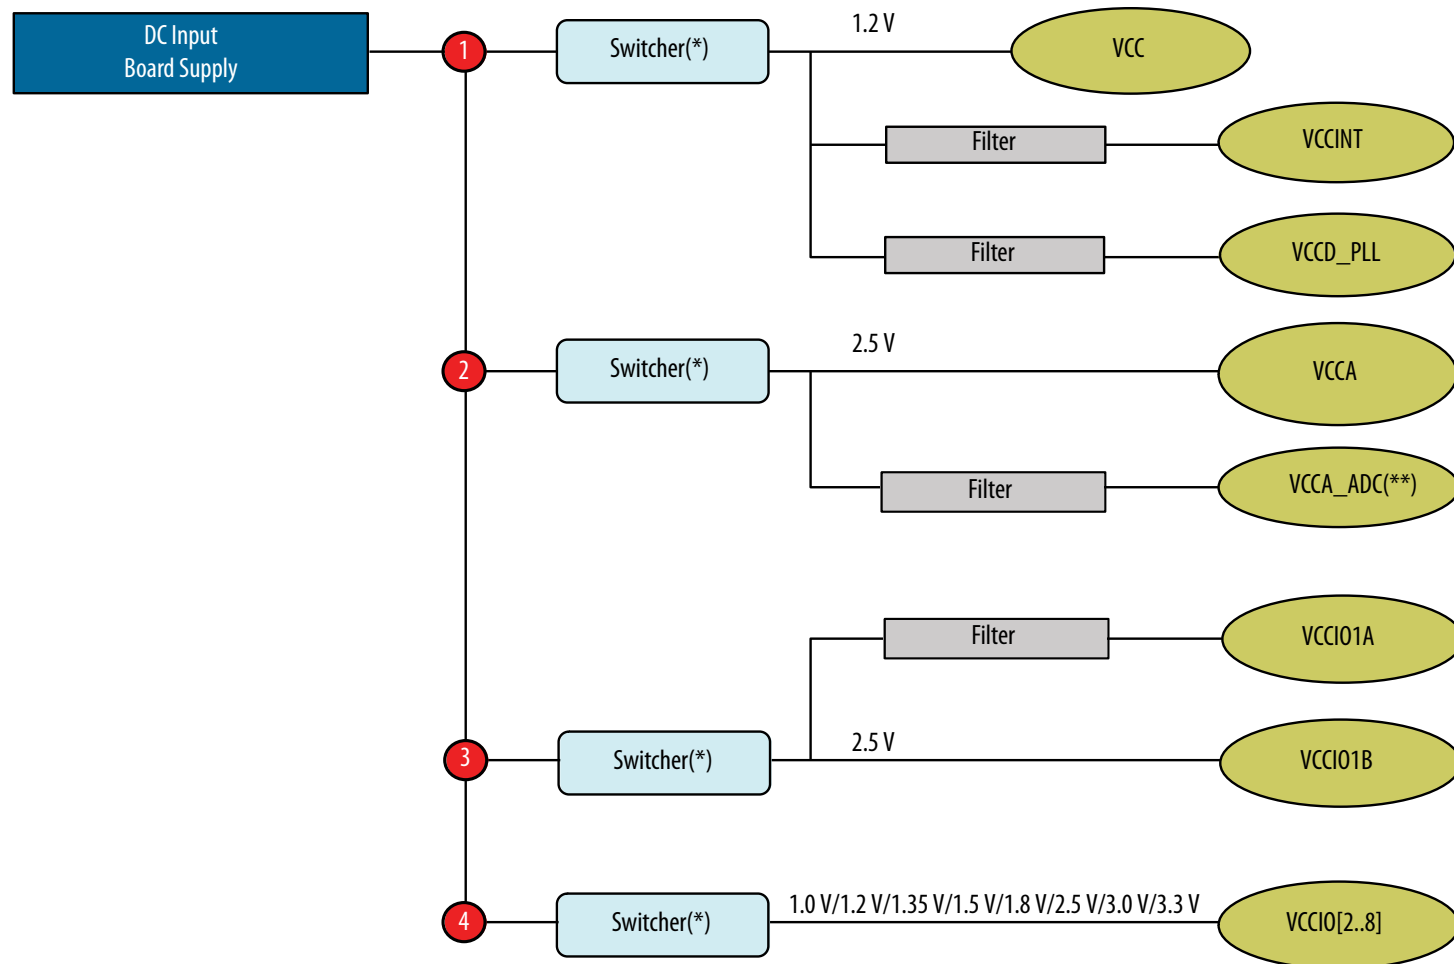 DC Input
Board Supply
1
Switcher(*)
1.2 V
VCC
Filter
VCCINT
Filter
VCCD_PLL
2
Switcher(*)
2.5 V
VCCA
Filter
VCCA_ADC(**)
Filter
VCCIO1A
3
Switcher(*)
2.5 V
VCCIO1B
4
Switcher(*)
1.0 V/1.2 V/1.35 V/1.5 V/1.8 V/2.5 V/3.0 V/3.3 V
VCCIO[2..8]